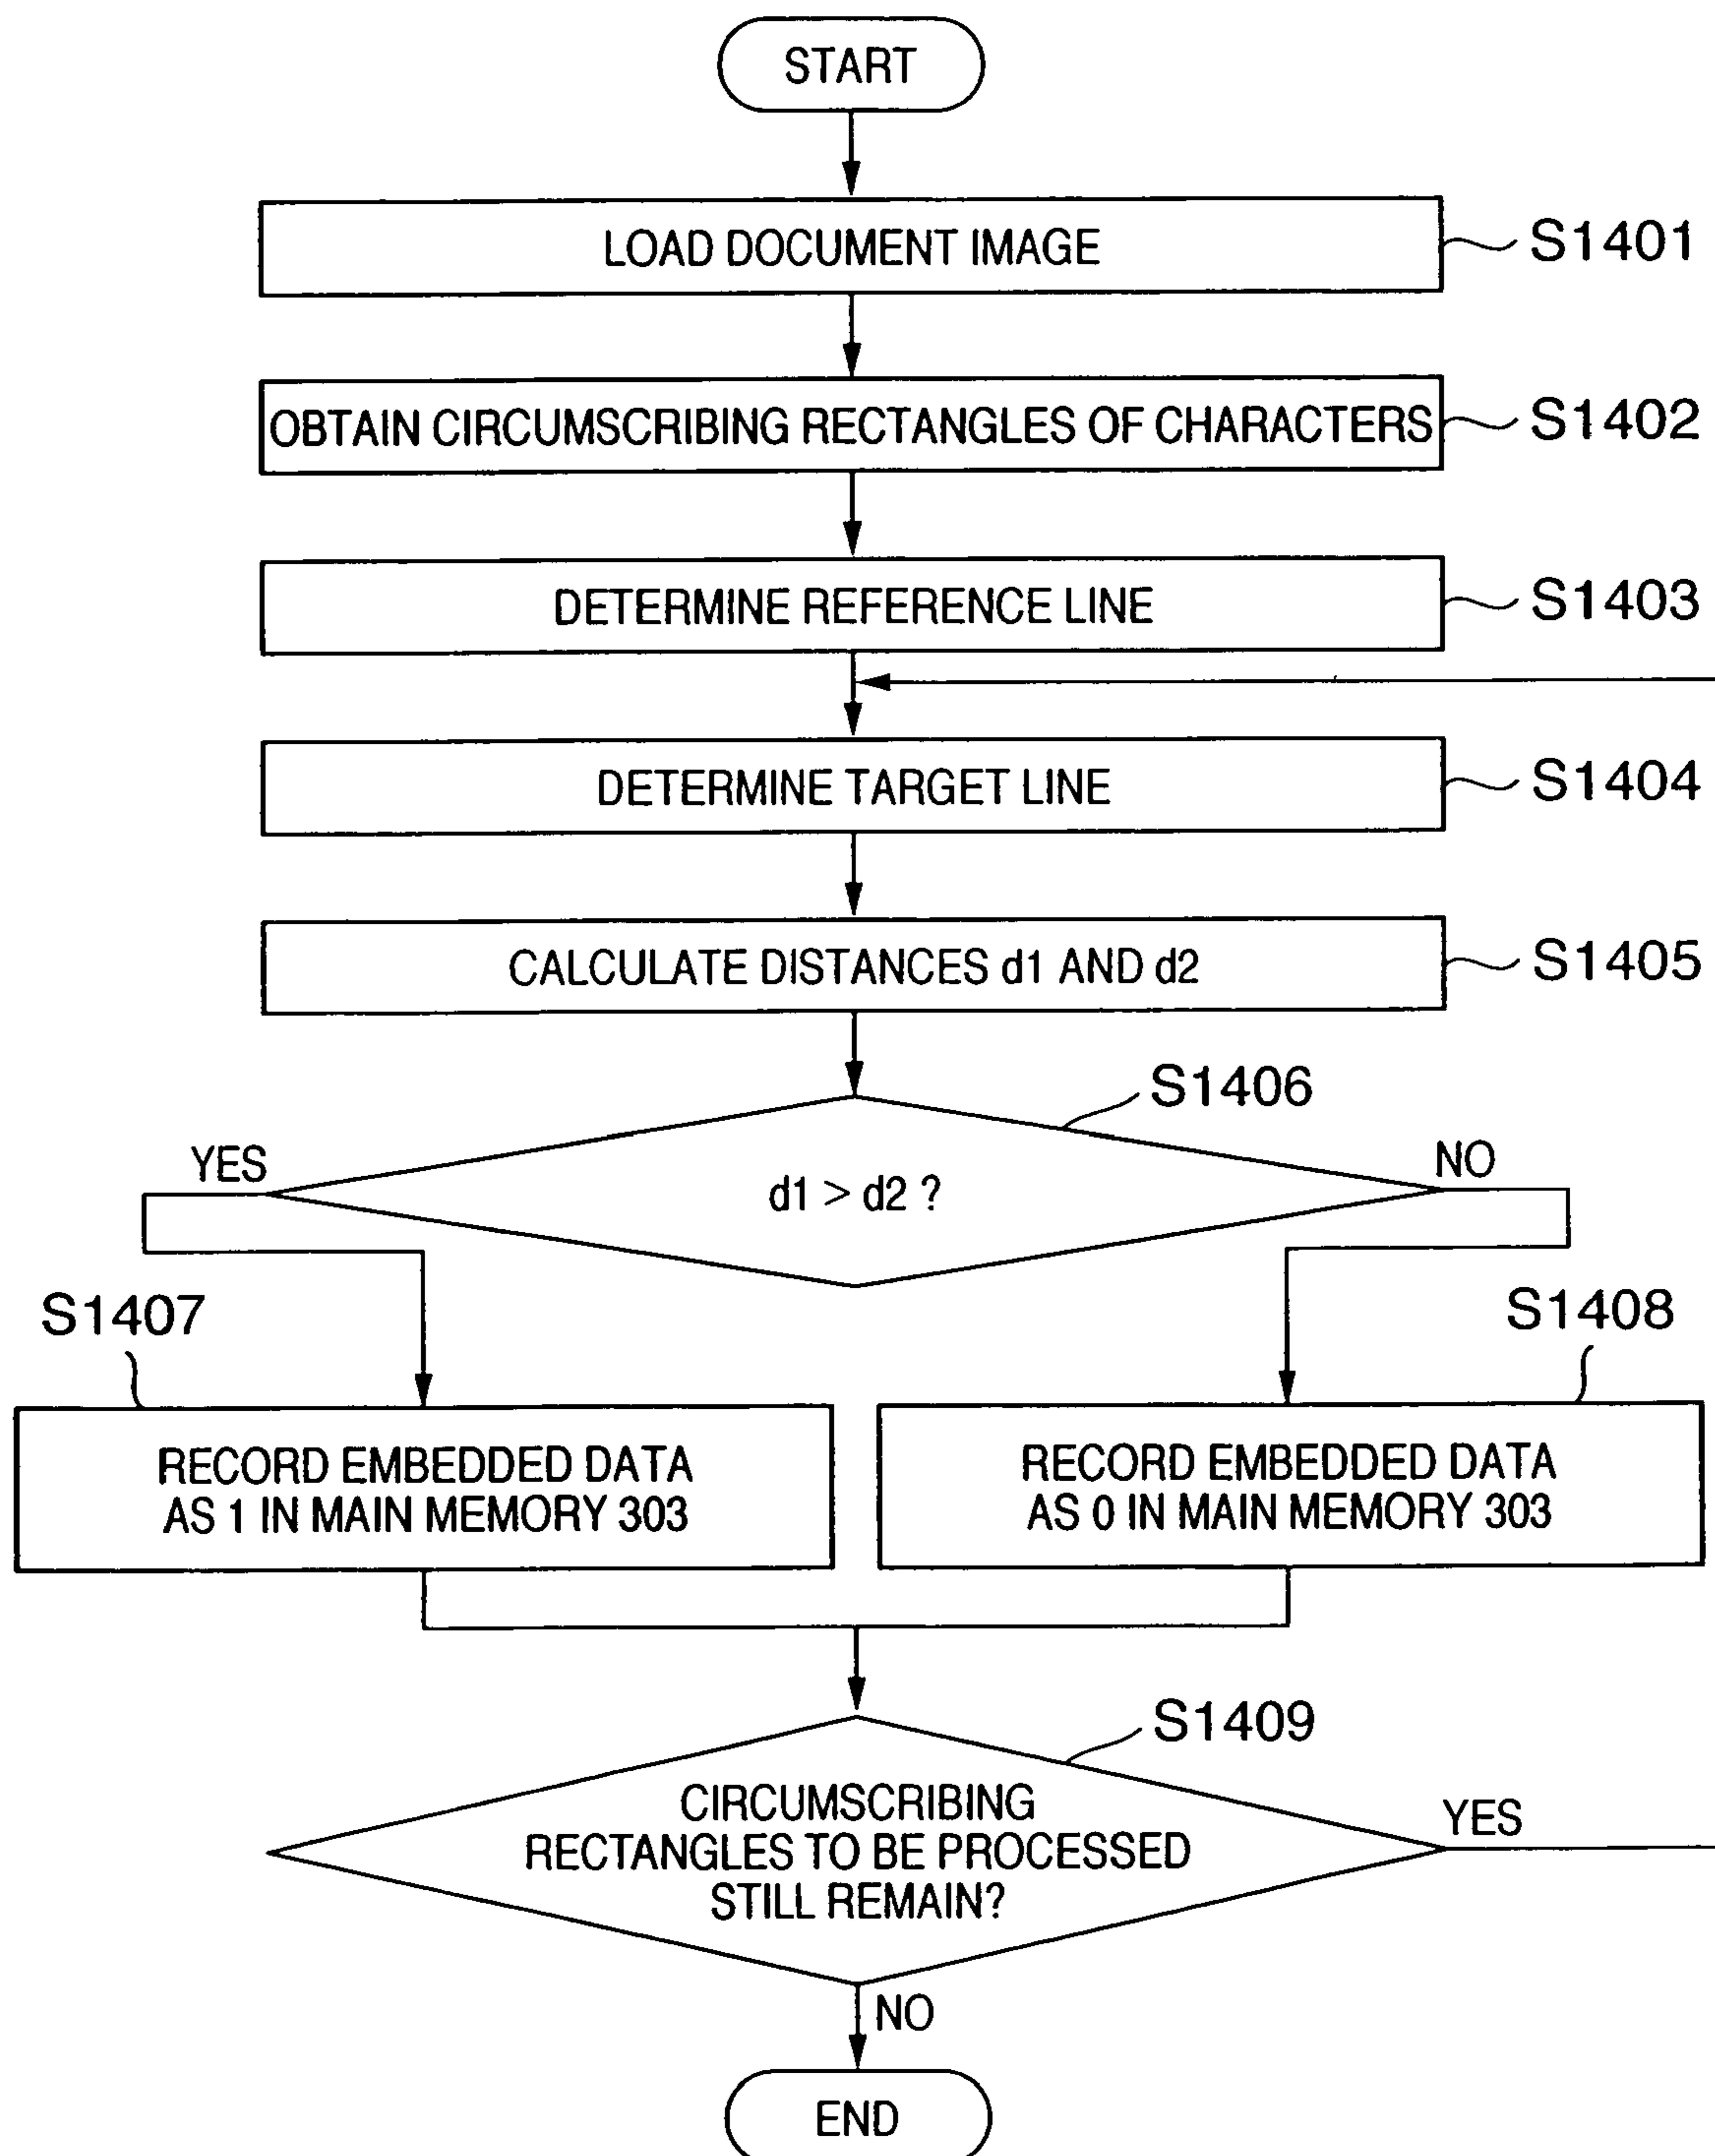 START
LOAD DOCUMENT IMAGE
S1401
OBTAIN CIRCUMSCRIBING RECTANGLES OF CHARACTERS
S1402
DETERMINE REFERENCE LINE
S1403
DETERMINE TARGET LINE
S1404
CALCULATE DISTANCES d1 AND d2
S1405
S1406
YES
d1 > d2 ?
NO
S1407
S1408
RECORD EMBEDDED DATA
AS 1 IN MAIN MEMORY 303
RECORD EMBEDDED DATA
AS 0 IN MAIN MEMORY 303
S1409
CIRCUMSCRIBING
RECTANGLES TO BE PROCESSED
STILL REMAIN?
YES
NO
END